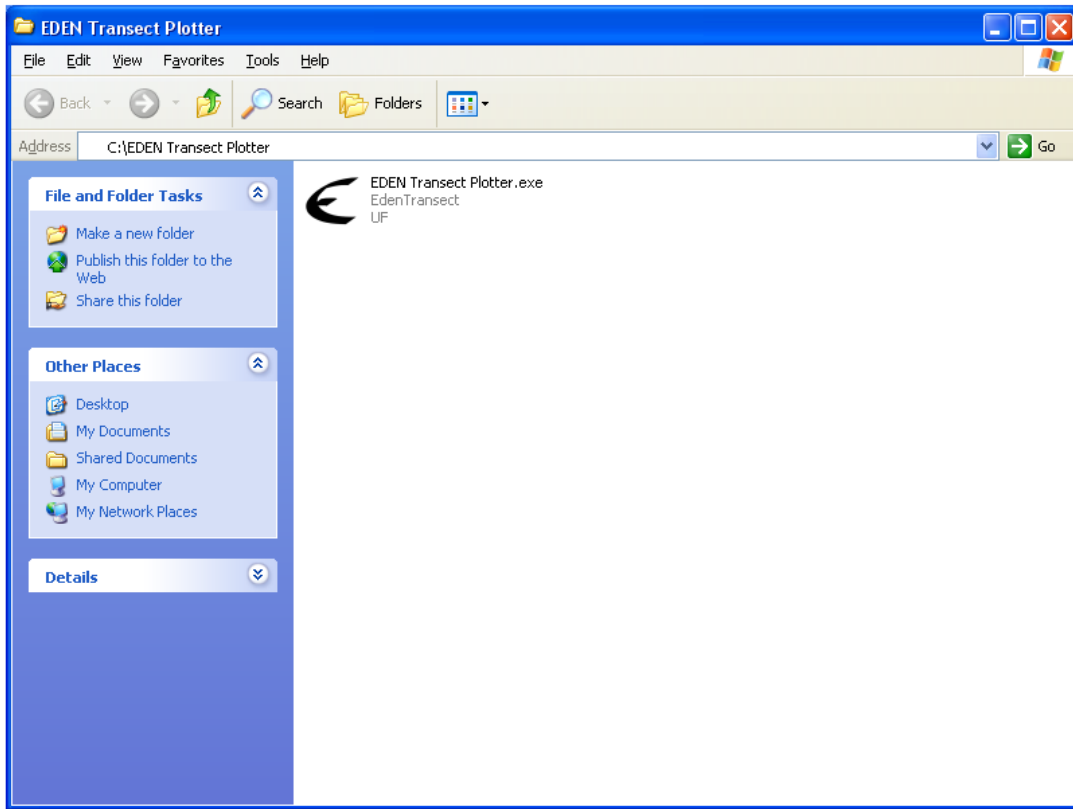 EDEN Transect Plotter
File Edit View Favorites Tools Help
Back Search Folders
Address C:\EDEN Transect Plotter Go
File and Folder Tasks
Make a new folder
Publish this folder to the
Web
Share this folder
Other Places
Desktop
My Documents
Shared Documents
My Computer
My Network Places
Details
EDEN Transect Plotter.exe
EdenTransect
UF